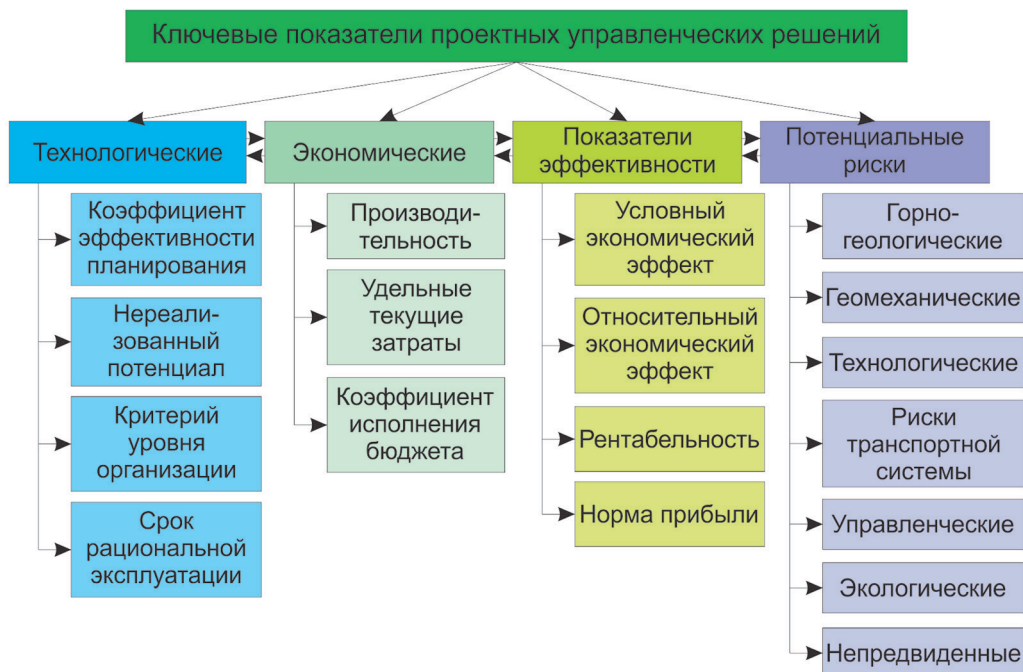 Ключевые показатели проектных управленческих решений
Технологические
Коэффициент
эффективности
планирования
Нереали-
зованный
потенциал
Критерий
уровня
организации
Срок
рациональной
эксплуатации
Экономические
Производи-
тельность
Удельные
текущие
затраты
Коэффициент
исполнения
бюджета
Показатели
эффективности
Условный
экономический
эффект
Относительный
экономический
эффект
Рентабельность
Норма прибыли
Потенциальные
риски
Горно-
геологические
Геомеханические
Технологические
Риски
транспортной
системы
Управленческие
Экологические
Непредвиденные